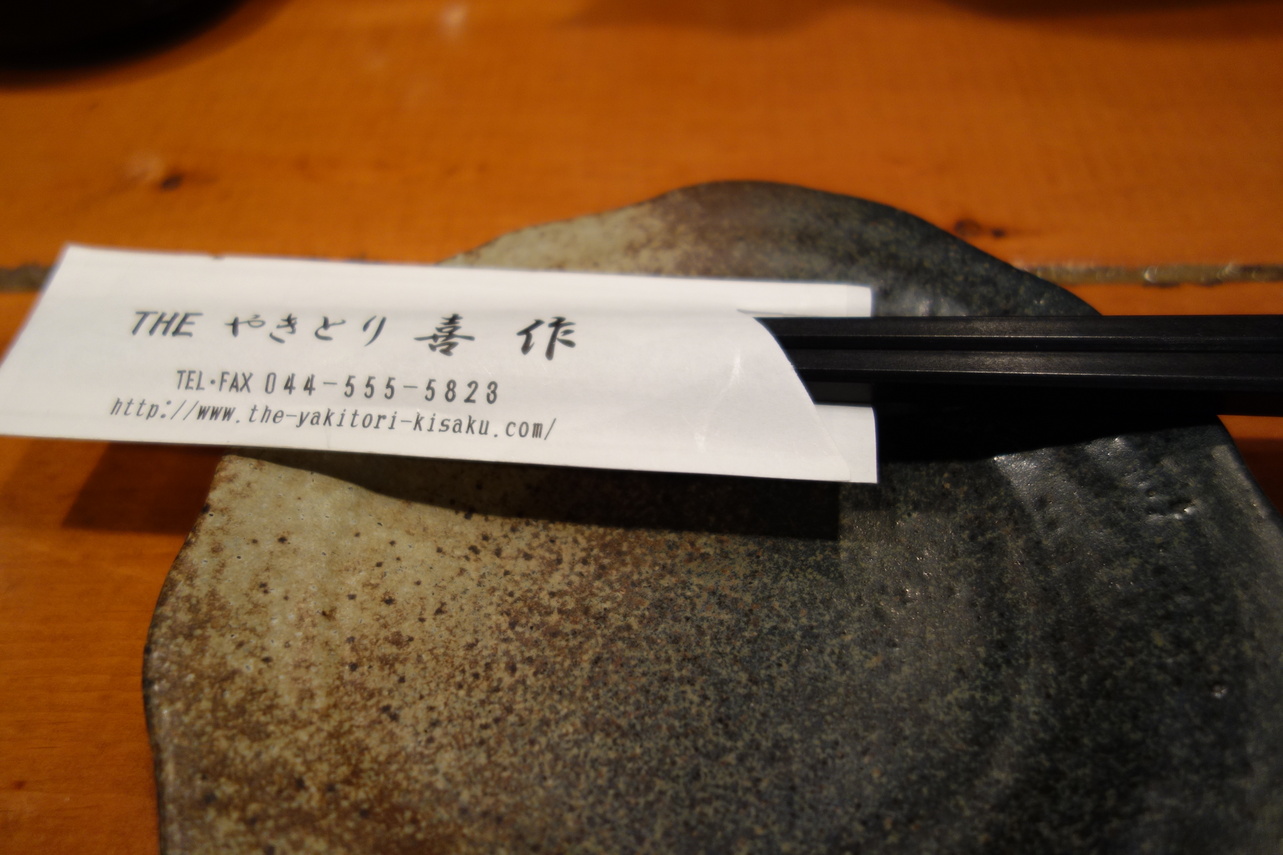 THE やきとり 喜作
TEL・FAX 044-555-5823
http://www.the-yakitori-kisaku.com/